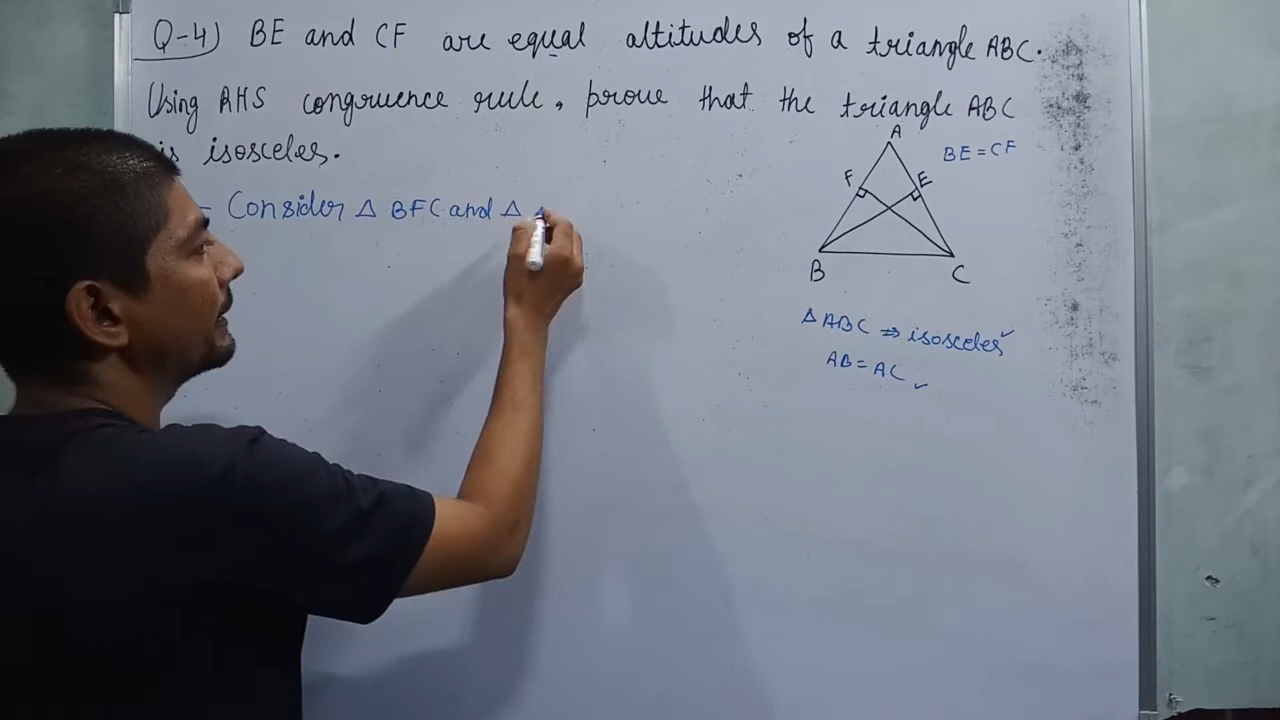 Q-4) BE and CF are equal altitudes of a triangle ABC.
Using RHS congruence rule, prove that the triangle ABC
is isosceles.
- Consider △ BFC and △
A
BE = CF
F
E
B
C
△ ABC ⇒ isosceles ✓
AB = AC ✓